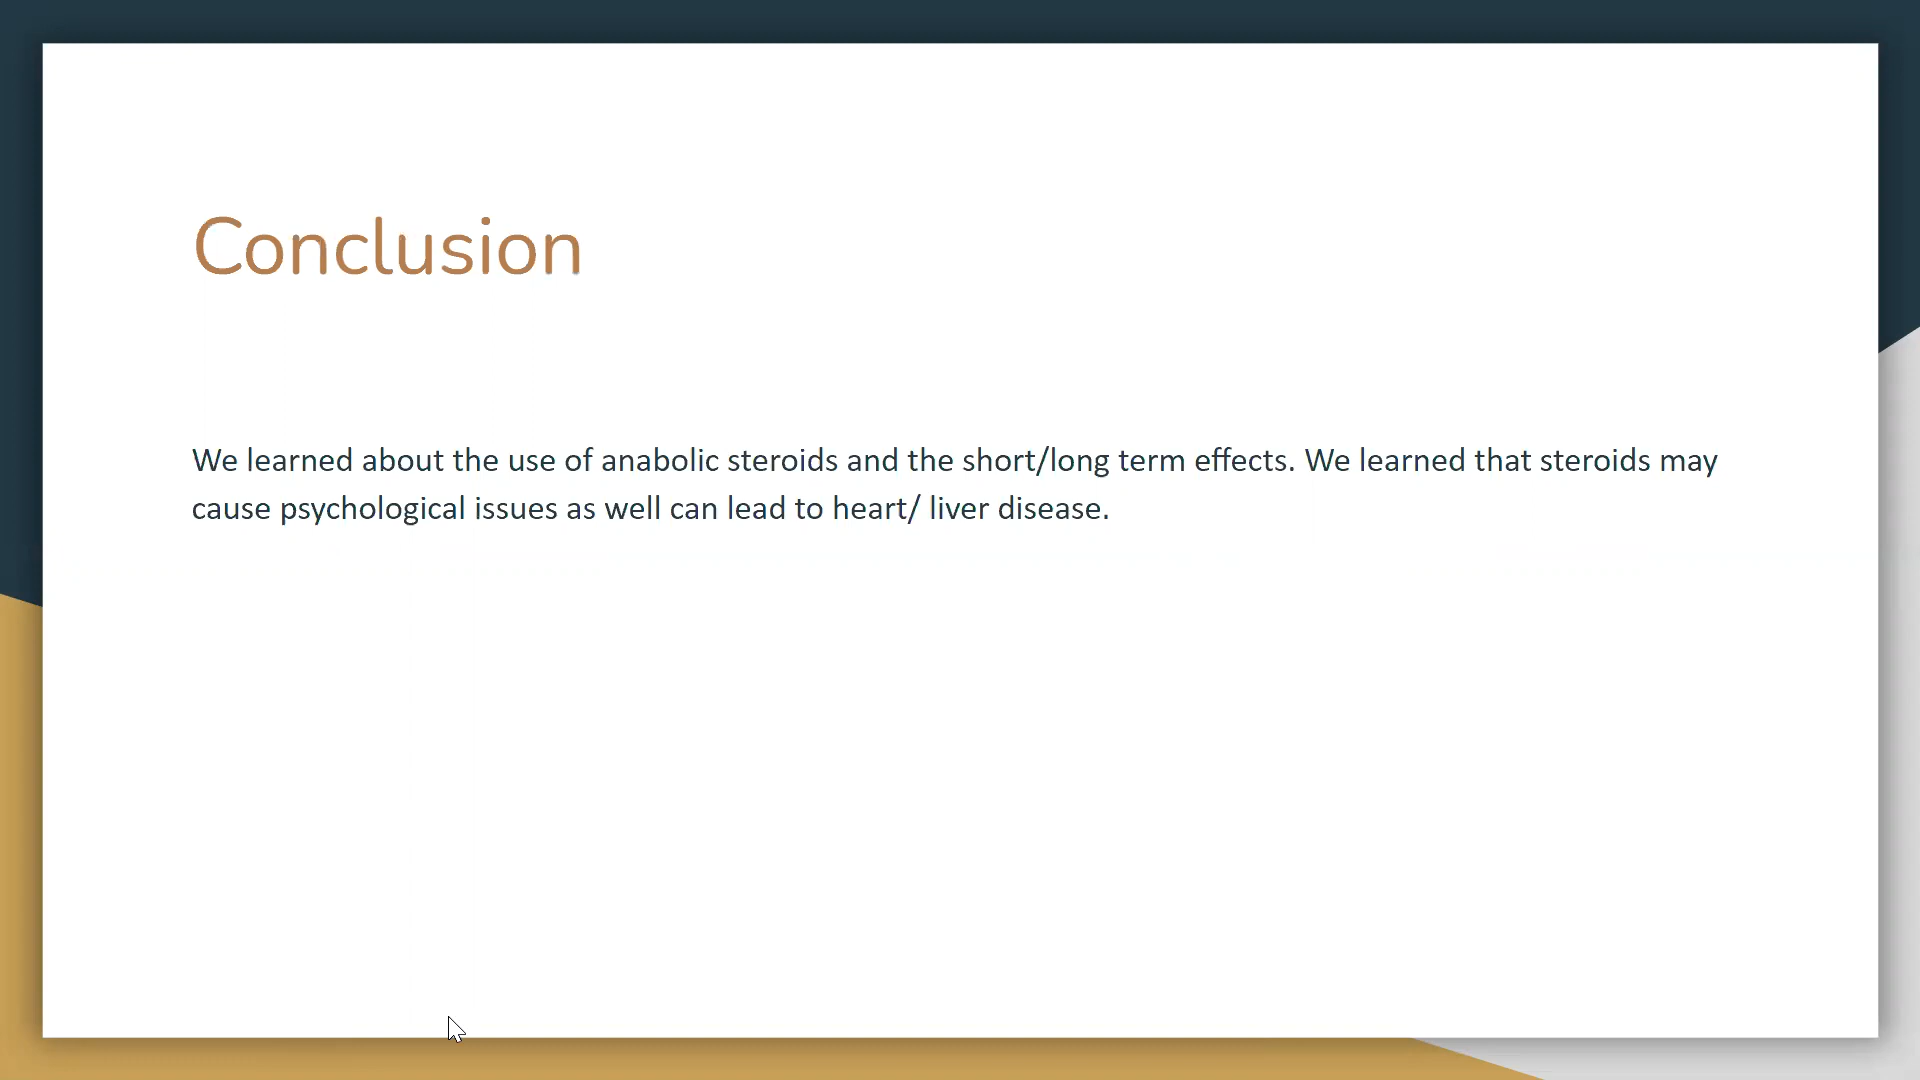 Conclusion
We learned about the use of anabolic steroids and the short/long term effects. We learned that steroids may
cause psychological issues as well can lead to heart/ liver disease.